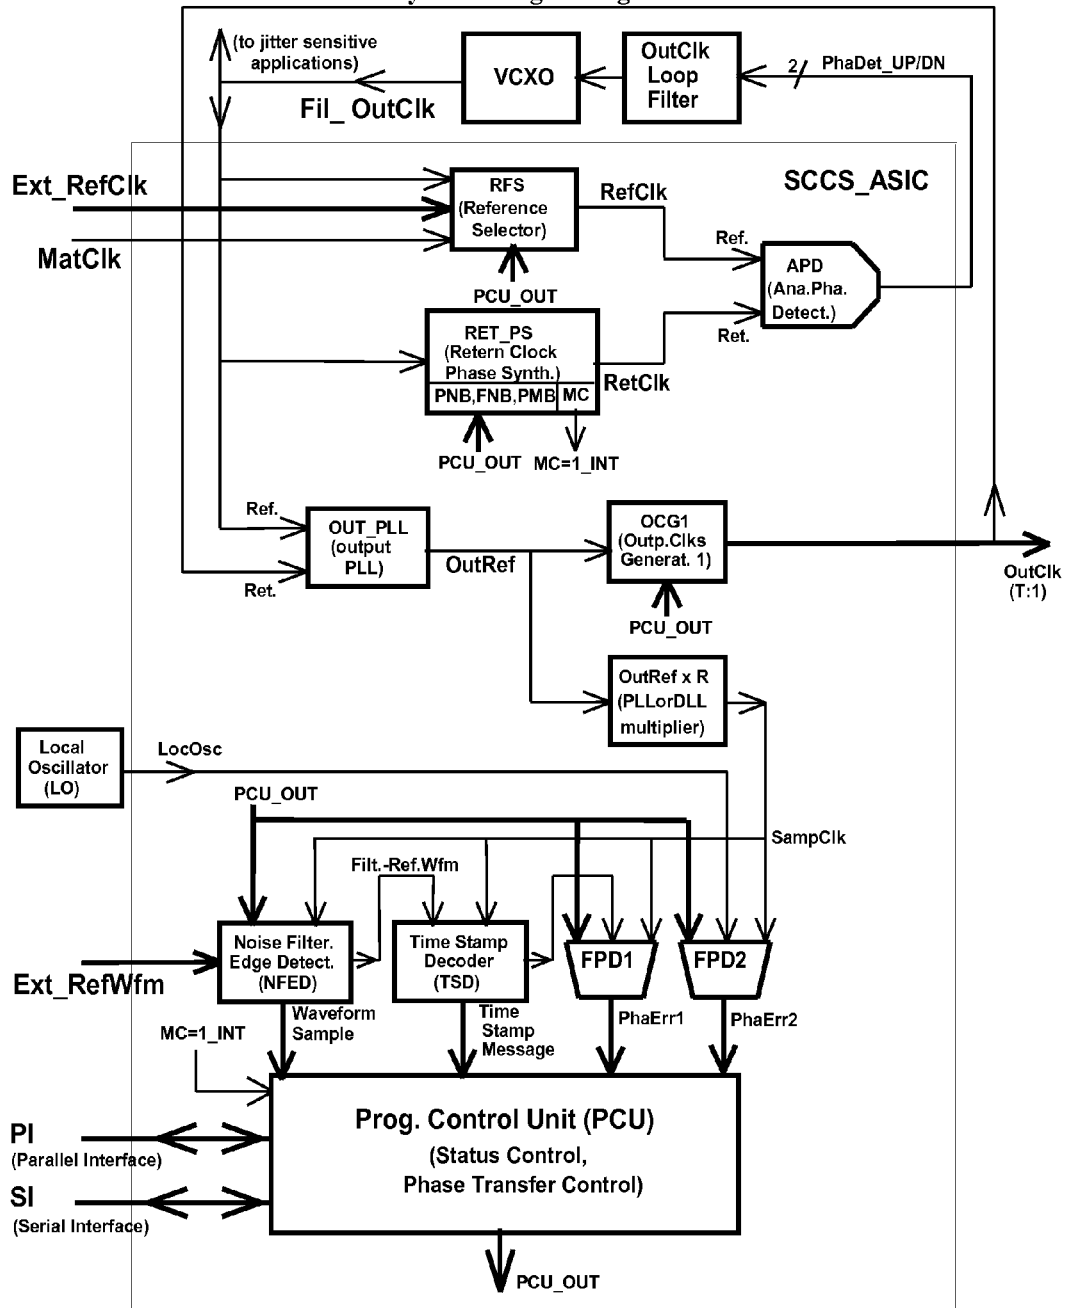 (to jitter sensitive
applications)
VCXO
OutClk
Loop
Filter
2
PhaDet_UP/DN
Fil_ OutClk
Ext_RefClk
MatClk
RFS
(Reference
Selector)
RefClk
SCCS_ASIC
PCU_OUT
Ref.
APD
(Ana.Pha.
Detect.)
Ret.
RET_PS
(Retern Clock
Phase Synth.)
PNB,FNB,PMB
MC
RetClk
PCU_OUT
MC=1_INT
Ref.
OUT_PLL
(output
PLL)
Ret.
OutRef
OCG1
(Outp.Clks
Generat. 1)
OutClk
(T:1)
PCU_OUT
OutRef x R
(PLLorDLL
multiplier)
Local
Oscillator
(LO)
LocOsc
PCU_OUT
SampClk
Filt.-Ref.Wfm
Noise Filter.
Edge Detect.
(NFED)
Time Stamp
Decoder
(TSD)
FPD1
FPD2
Ext_RefWfm
Waveform
Sample
Time
Stamp
Message
PhaErr1
PhaErr2
MC=1_INT
Prog. Control Unit (PCU)
(Status Control,
Phase Transfer Control)
PI
(Parallel Interface)
SI
(Serial Interface)
PCU_OUT